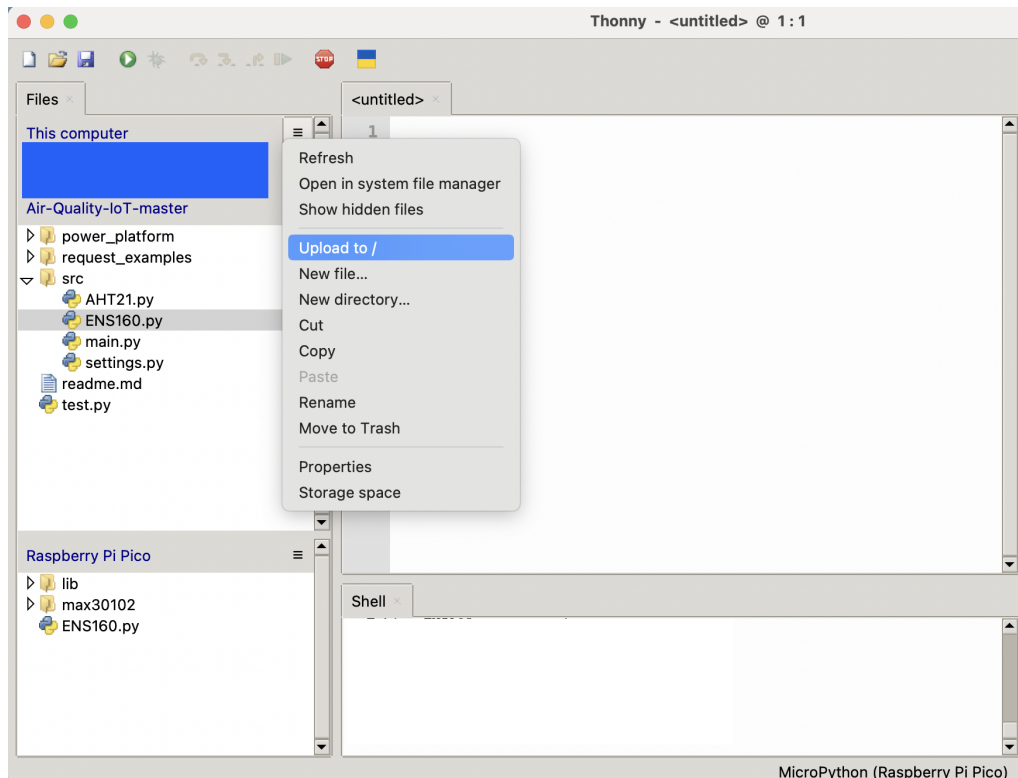 Thonny - <untitled> @ 1:1
STOP
Files
<untitled>
This computer
1
Air-Quality-IoT-master
power_platform
request_examples
src
AHT21.py
ENS160.py
main.py
settings.py
readme.md
test.py
Refresh
Open in system file manager
Show hidden files
Upload to /
New file...
New directory...
Cut
Copy
Paste
Rename
Move to Trash
Properties
Storage space
Raspberry Pi Pico
lib
max30102
ENS160.py
Shell
MicroPython (Raspberry Pi Pico)